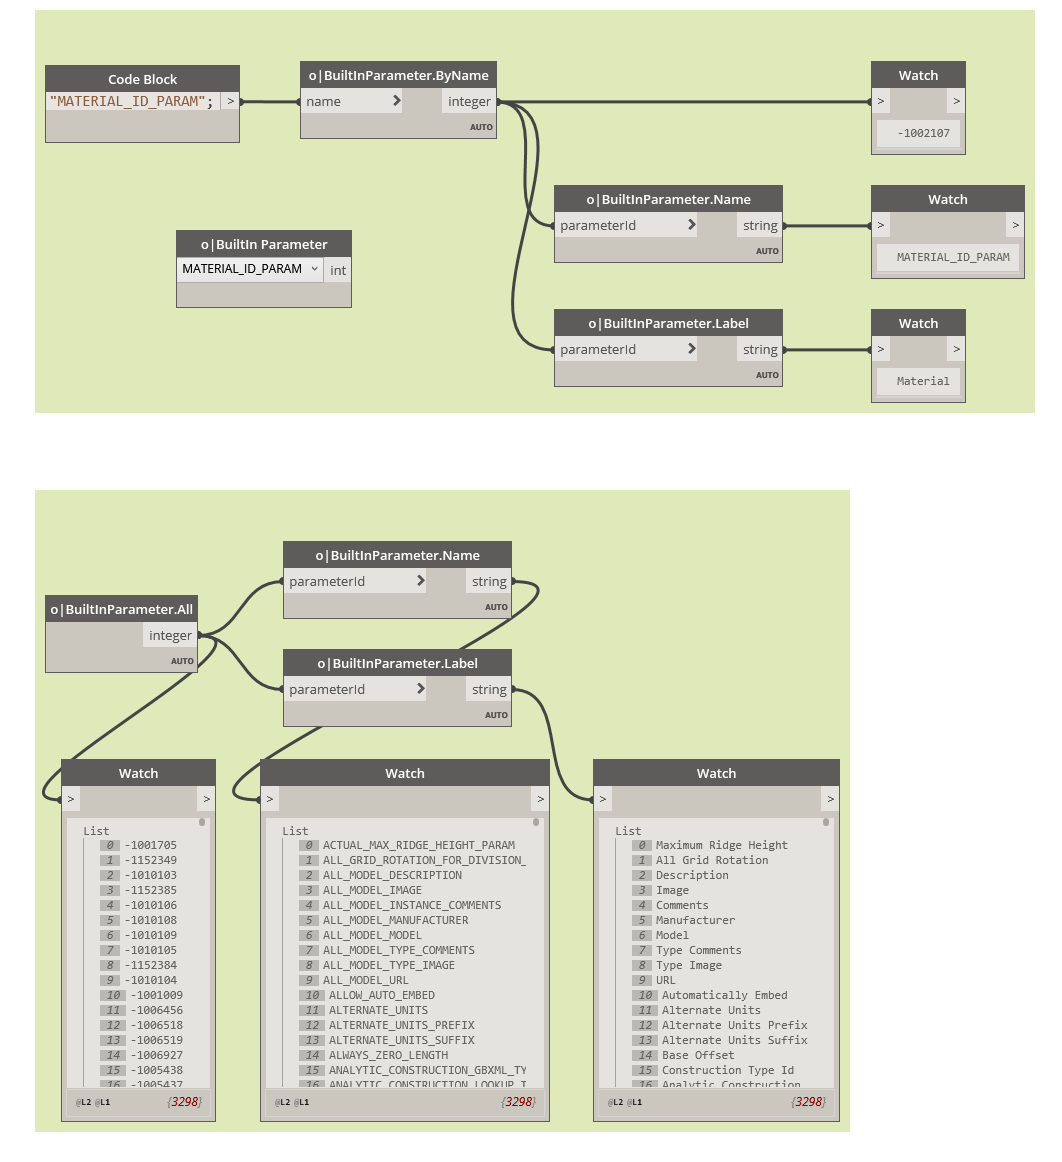 Code Block
"MATERIAL_ID_PARAM"; >
o|BuiltInParameter.ByName
name integer
AUTO
Watch
> >
-1002107
o|BuiltInParameter.Name
parameterId string
AUTO
Watch
> >
MATERIAL_ID_PARAM
o|BuiltIn Parameter
MATERIAL_ID_PARAM int
o|BuiltInParameter.Label
parameterId string
AUTO
Watch
> >
Material
o|BuiltInParameter.All
integer
AUTO
o|BuiltInParameter.Name
parameterId string
AUTO
o|BuiltInParameter.Label
parameterId string
AUTO
Watch
> >
List
0 -1001705
1 -1152349
2 -1010103
3 -1152385
4 -1010106
5 -1010108
6 -1010109
7 -1010105
8 -1152384
9 -1010104
10 -1001009
11 -1006456
12 -1006518
13 -1006519
14 -1006927
15 -1005438
16 -1005437
@L2 @L1 {3298}
Watch
> >
List
0 ACTUAL_MAX_RIDGE_HEIGHT_PARAM
1 ALL_GRID_ROTATION_FOR_DIVISION_
2 ALL_MODEL_DESCRIPTION
3 ALL_MODEL_IMAGE
4 ALL_MODEL_INSTANCE_COMMENTS
5 ALL_MODEL_MANUFACTURER
6 ALL_MODEL_MODEL
7 ALL_MODEL_TYPE_COMMENTS
8 ALL_MODEL_TYPE_IMAGE
9 ALL_MODEL_URL
10 ALLOW_AUTO_EMBED
11 ALTERNATE_UNITS
12 ALTERNATE_UNITS_PREFIX
13 ALTERNATE_UNITS_SUFFIX
14 ALWAYS_ZERO_LENGTH
15 ANALYTIC_CONSTRUCTION_GBXML_TY
16 ANALYTIC_CONSTRUCTION_LOOKUP_T
@L2 @L1 {3298}
Watch
> >
List
0 Maximum Ridge Height
1 All Grid Rotation
2 Description
3 Image
4 Comments
5 Manufacturer
6 Model
7 Type Comments
8 Type Image
9 URL
10 Automatically Embed
11 Alternate Units
12 Alternate Units Prefix
13 Alternate Units Suffix
14 Base Offset
15 Construction Type Id
16 Analytic Construction
@L2 @L1 {3298}